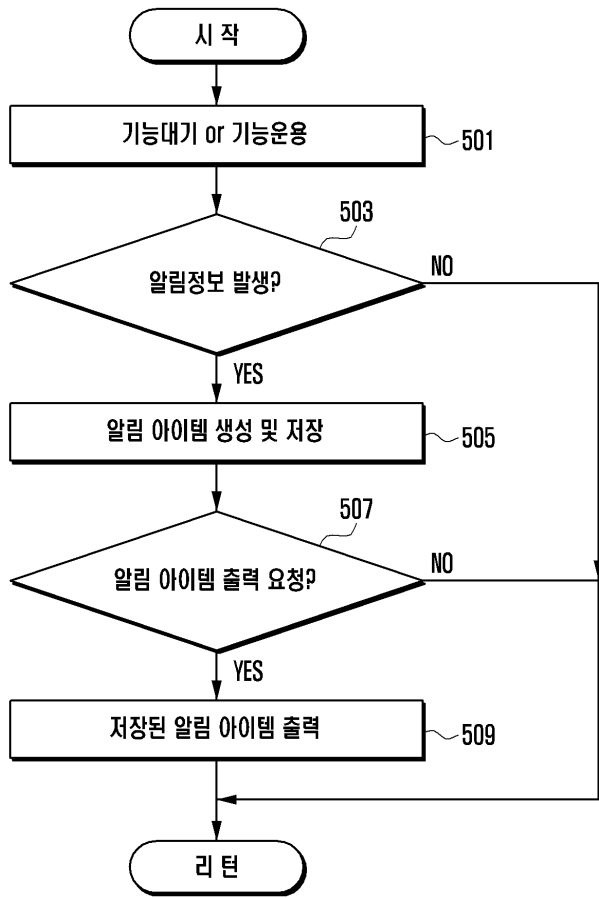 시 작
기능대기 or 기능운용
501
503
알림정보 발생?
NO
YES
알림 아이템 생성 및 저장
505
507
알림 아이템 출력 요청?
NO
YES
저장된 알림 아이템 출력
509
리 턴